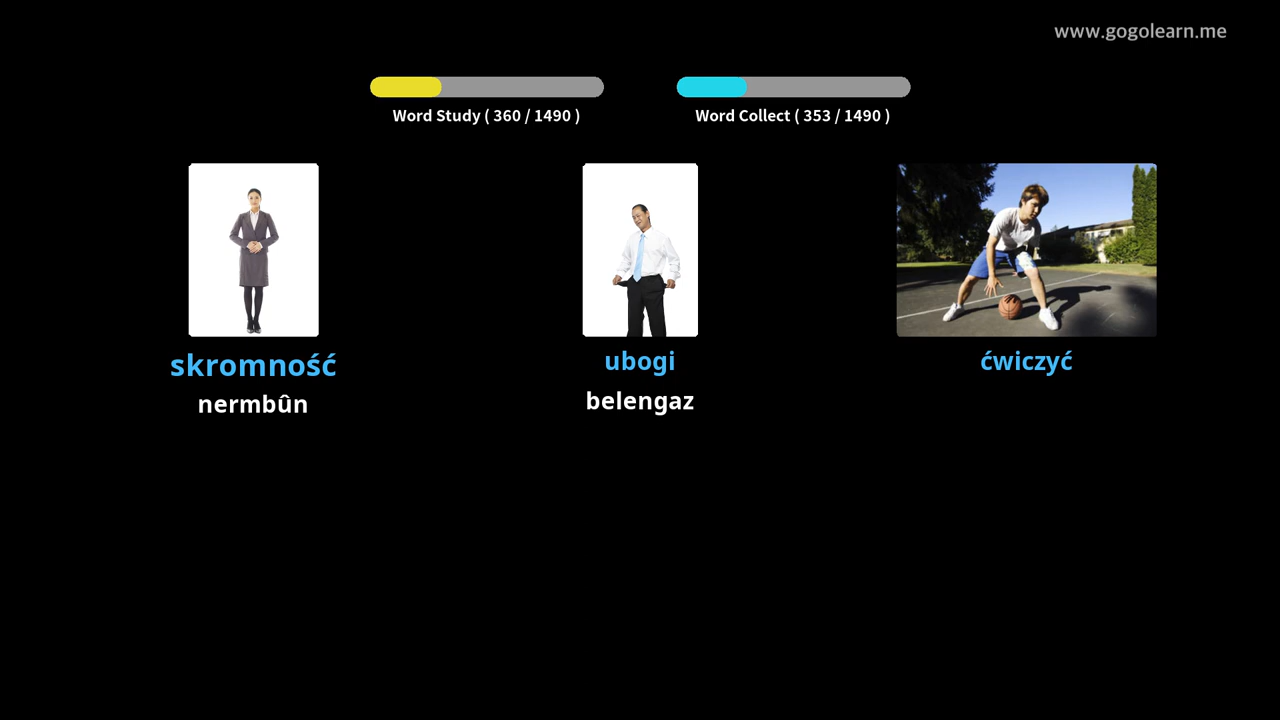 www.gogolearn.me
Word Study ( 360 / 1490 )
Word Collect ( 353 / 1490 )
skromność
nermbûn
ubogi
belengaz
ćwiczyć